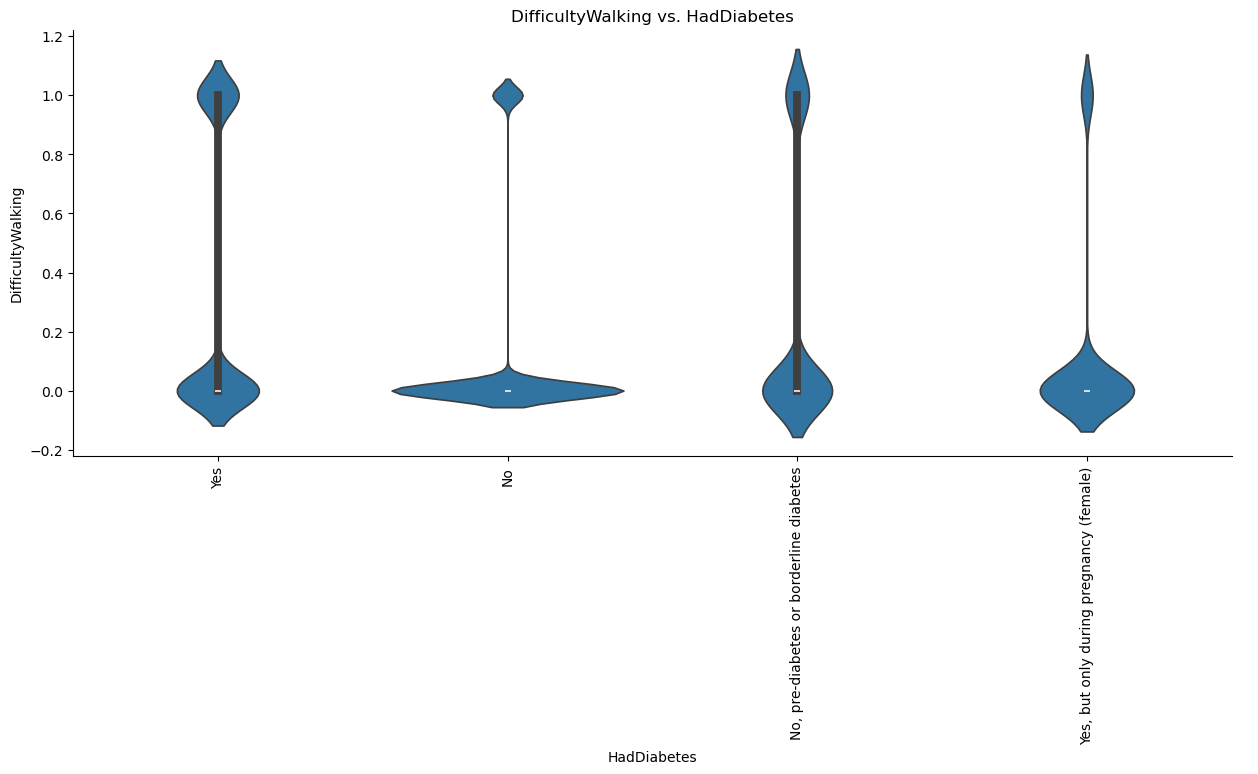 DifficultyWalking vs. HadDiabetes
DifficultyWalking
1.2
1.0
0.8
0.6
0.4
0.2
0.0
−0.2
Yes
No
No, pre-diabetes or borderline diabetes
Yes, but only during pregnancy (female)
HadDiabetes